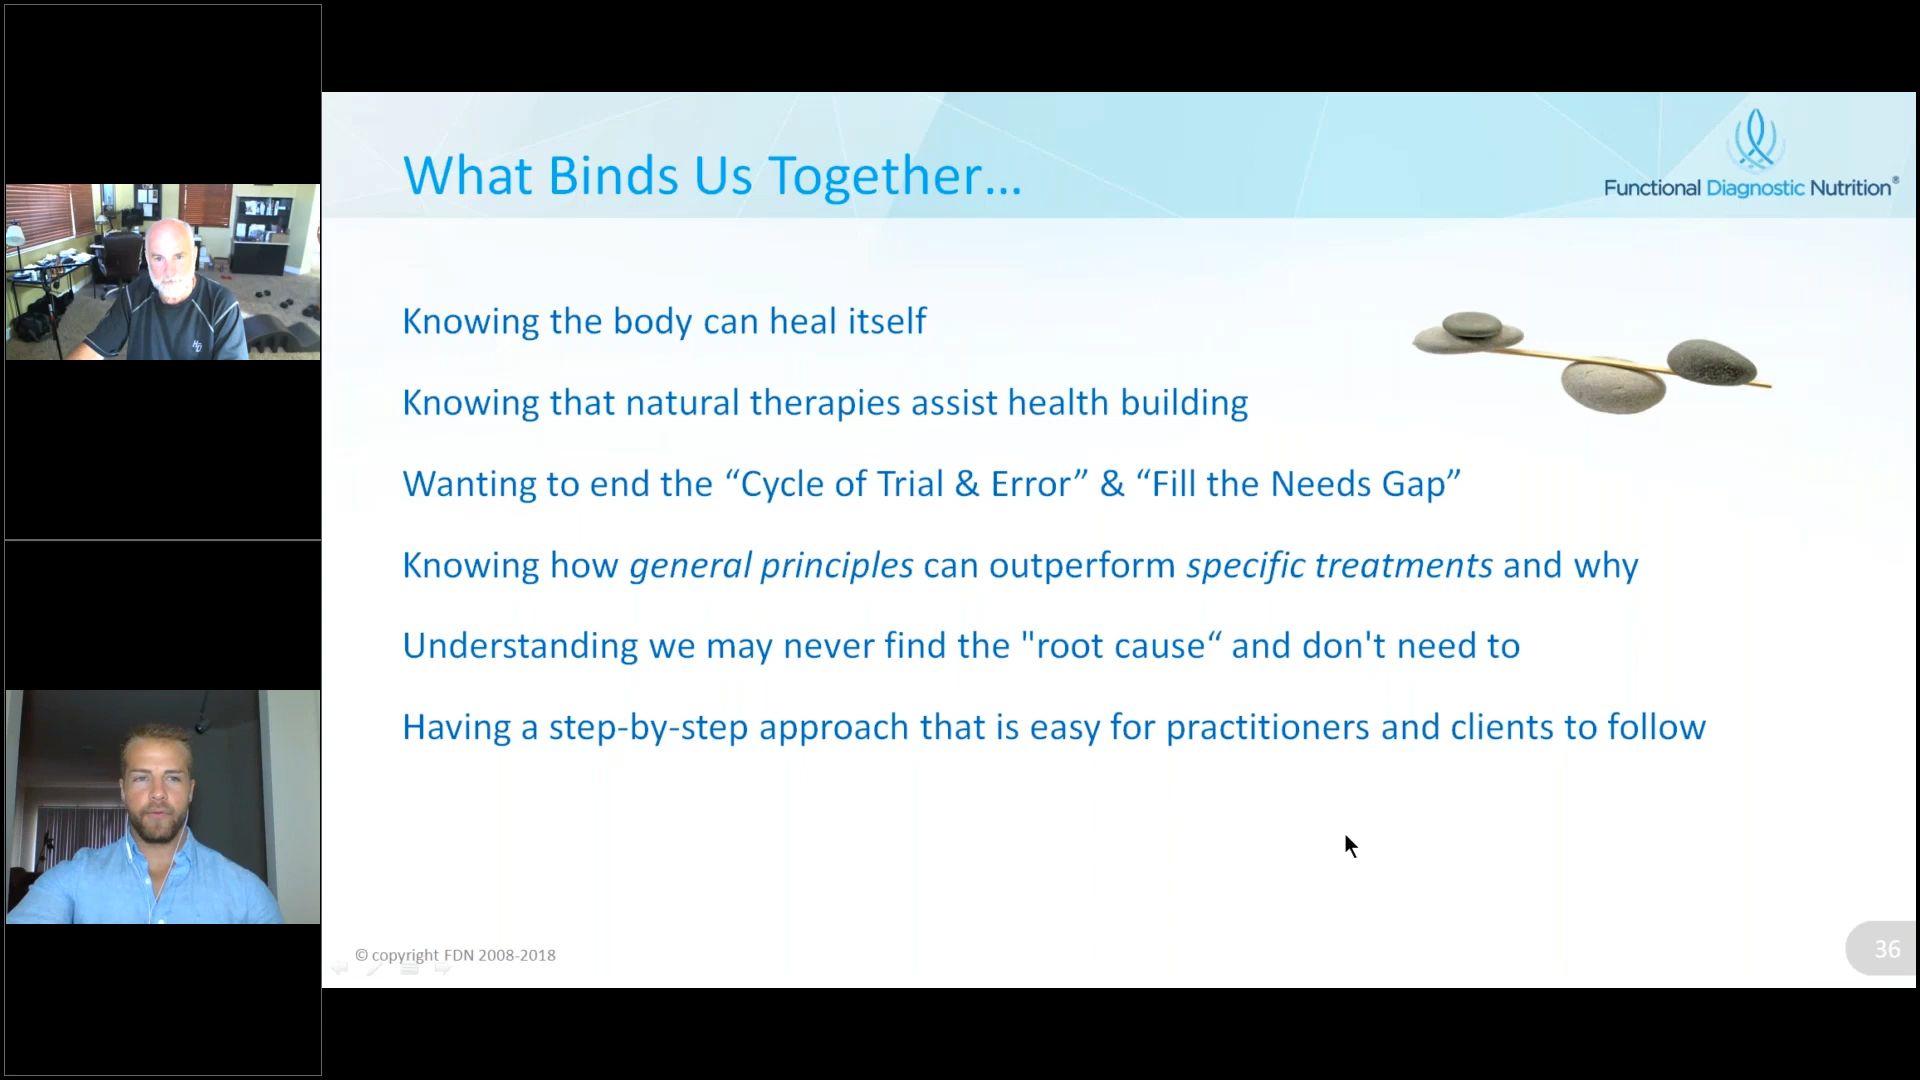 What Binds Us Together...
Functional Diagnostic Nutrition®
Knowing the body can heal itself
Knowing that natural therapies assist health building
Wanting to end the “Cycle of Trial & Error” & “Fill the Needs Gap”
Knowing how general principles can outperform specific treatments and why
Understanding we may never find the "root cause“ and don't need to
Having a step-by-step approach that is easy for practitioners and clients to follow
© copyright FDN 2008-2018
36